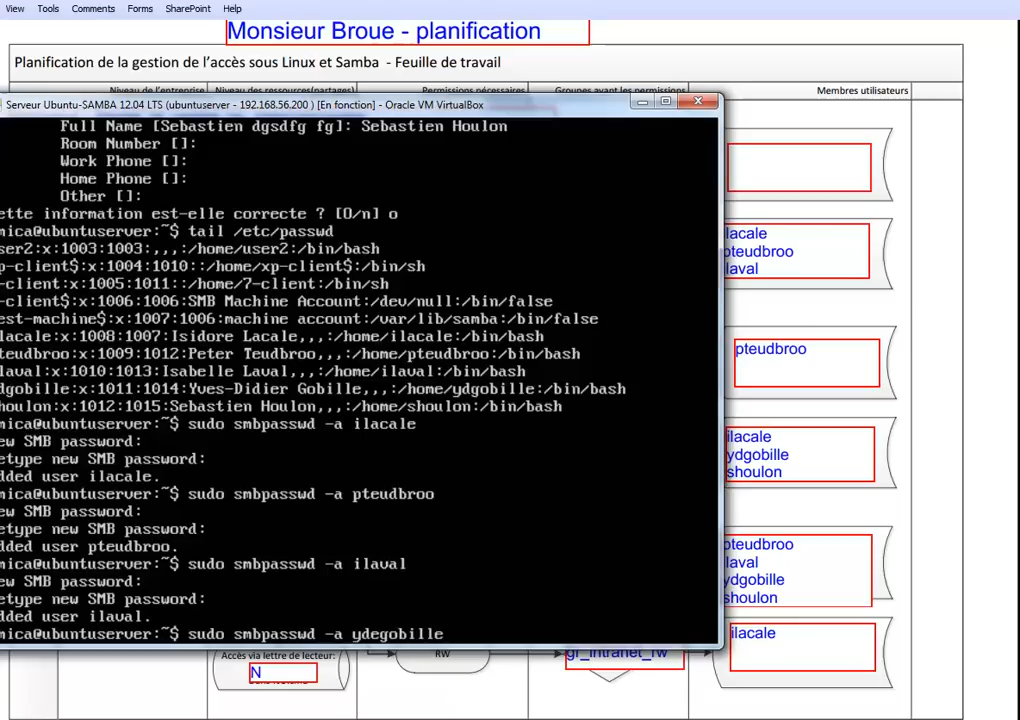 View Tools Comments Forms SharePoint Help
Monsieur Broue - planification
Planification de la gestion de l'accès sous Linux et Samba - Feuille de travail
Niveau de l'entreprise Niveau des ressources(partages) Permissions nécessaires Groupes ayant les permissions Membres utilisateurs
Serveur Ubuntu-SAMBA 12.04 LTS (ubuntuserver - 192.168.56.200 ) [En fonction] - Oracle VM VirtualBox
Full Name [Sebastien dgsdfg fg]: Sebastien Houlon
Room Number []:
Work Phone []:
Home Phone []:
Other []:
ette information est-elle correcte ? [O/n] o
mica@ubuntuserver:~$ tail /etc/passwd
ser2:x:1003:1003:,,,:/home/user2:/bin/bash
p-client$:x:1004:1010::/home/xp-client$:/bin/sh
-client:x:1005:1011::/home/7-client:/bin/sh
-client$:x:1006:1006:SMB Machine Account:/dev/null:/bin/false
est-machine$:x:1007:1006:machine account:/var/lib/samba:/bin/false
lacale:x:1008:1007:Isidore Lacale,,,:/home/ilacale:/bin/bash
teudbroo:x:1009:1012:Peter Teudbroo,,,:/home/pteudbroo:/bin/bash
laval:x:1010:1013:Isabelle Laval,,,:/home/ilaval:/bin/bash
dgobille:x:1011:1014:Yves-Didier Gobille,,,:/home/ydgobille:/bin/bash
houlon:x:1012:1015:Sebastien Houlon,,,:/home/shoulon:/bin/bash
mica@ubuntuserver:~$ sudo smbpasswd -a ilacale
ew SMB password:
etype new SMB password:
dded user ilacale.
mica@ubuntuserver:~$ sudo smbpasswd -a pteudbroo
ew SMB password:
etype new SMB password:
dded user pteudbroo.
mica@ubuntuserver:~$ sudo smbpasswd -a ilaval
ew SMB password:
etype new SMB password:
dded user ilaval.
mica@ubuntuserver:~$ sudo smbpasswd -a ydegobille
lacale
pteudbroo
laval
pteudbroo
ilacale
ydgobille
shoulon
pteudbroo
laval
ydgobille
shoulon
ilacale
Accès via lettre de lecteur:
N
RW
gr_intranet_rw